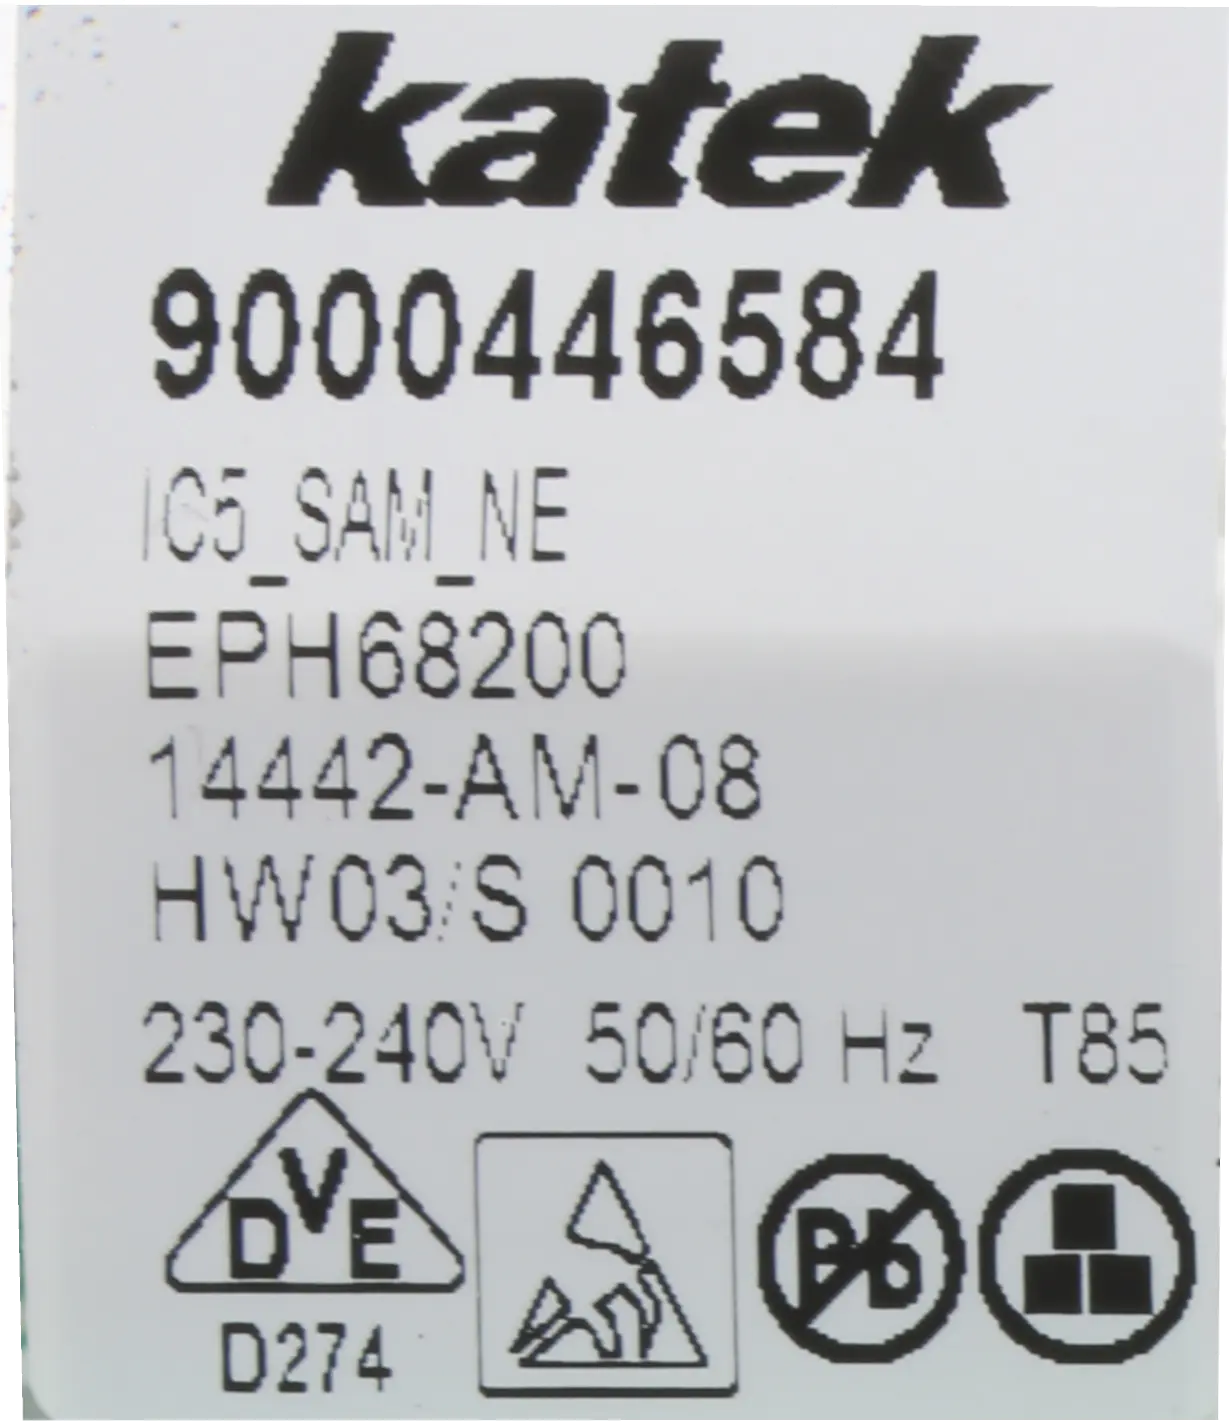 katek
9000446584
IC5_SAM_NE
EPH68200
14442-AM-08
HW03/S 0010
230-240V 50/60 Hz T85
DVE
Pb
D274